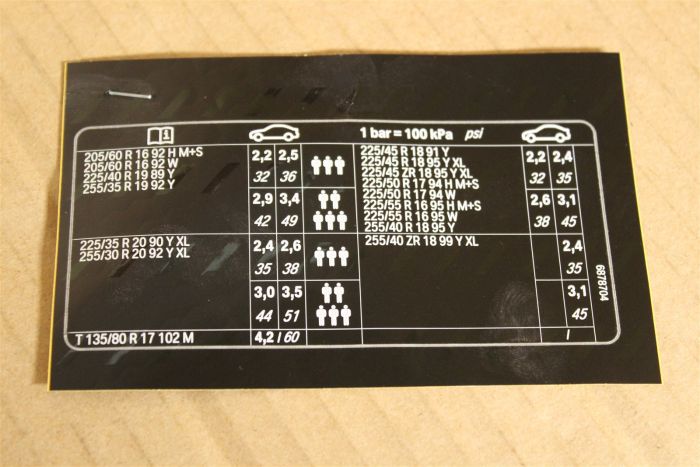 i 1 bar = 100 kPa psi
205/60 R 16 92 H M+S
205/60 R 16 92 W
225/40 R 19 89 Y
255/35 R 19 92 Y
2,2 2,5
32 36
2,9 3,4
42 49
225/45 R 18 91 Y
225/45 R 18 95 Y XL
225/45 ZR 18 95 Y XL
225/50 R 17 94 H M+S
225/50 R 17 94 W
225/55 R 16 95 H M+S
225/55 R 16 95 W
255/40 R 18 95 Y
2,2 2,4
32 35
2,6 3,1
38 45
225/35 R 20 90 Y XL
255/30 R 20 92 Y XL
2,4 2,6
35 38
3,0 3,5
44 51
255/40 ZR 18 99 Y XL
2,4
35
3,1
45
T 135/80 R 17 102 M 4,2 / 60 /
6878704